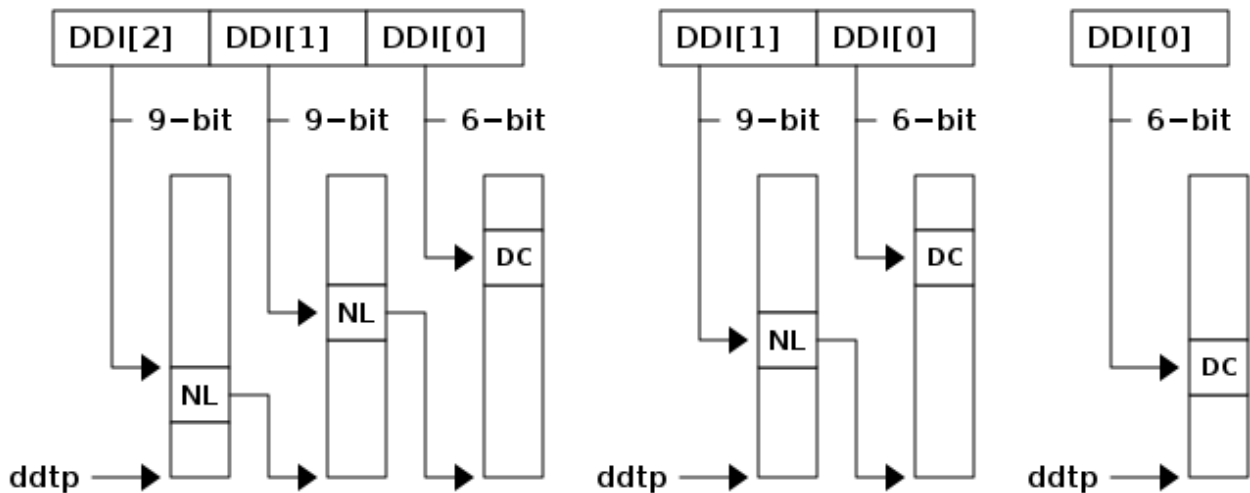 DDI[2] DDI[1] DDI[0] DDI[1] DDI[0] DDI[0]
9-bit 9-bit 6-bit 9-bit 6-bit 6-bit
DC DC
NL NL DC
NL
ddtp ddtp ddtp